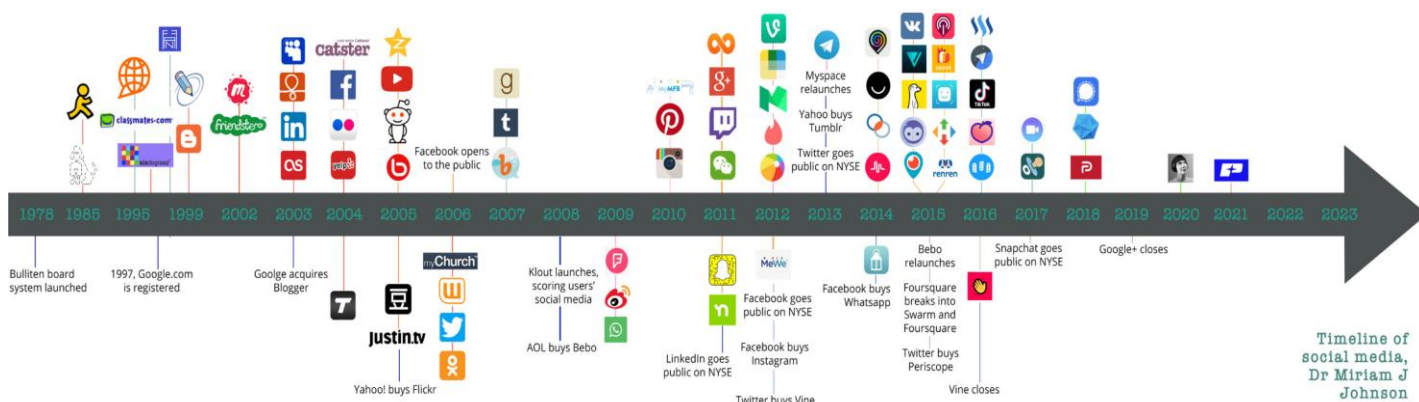 catster
classmates·com
meetup
friendster
LinkedIn
yelp
g
t
Facebook opens
to the public
MyMFB
g+
Myspace
relaunches
Yahoo buys
Tumblr
Twitter goes
public on NYSE
VK
TikTok
renren
1978 1985 1995 1999 2002 2003 2004 2005 2006 2007 2008 2009 2010 2011 2012 2013 2014 2015 2016 2017 2018 2019 2020 2021 2022 2023
Bulliten board
system launched
1997, Google.com
is registered
Goolge acquires
Blogger
T
豆
Justin.tv
Yahoo! buys Flickr
myChurch
Klout launches,
scoring users'
social media
AOL buys Bebo
LinkedIn goes
public on NYSE
MeWe
Facebook goes
public on NYSE
Facebook buys
Instagram
Twitter buys Vine
Facebook buys
Whatsapp
Bebo
relaunches
Foursquare
breaks into
Swarm and
Foursquare
Twitter buys
Periscope
Vine closes
Snapchat goes
public on NYSE
Google+ closes
Timeline of
social media,
Dr Miriam J
Johnson